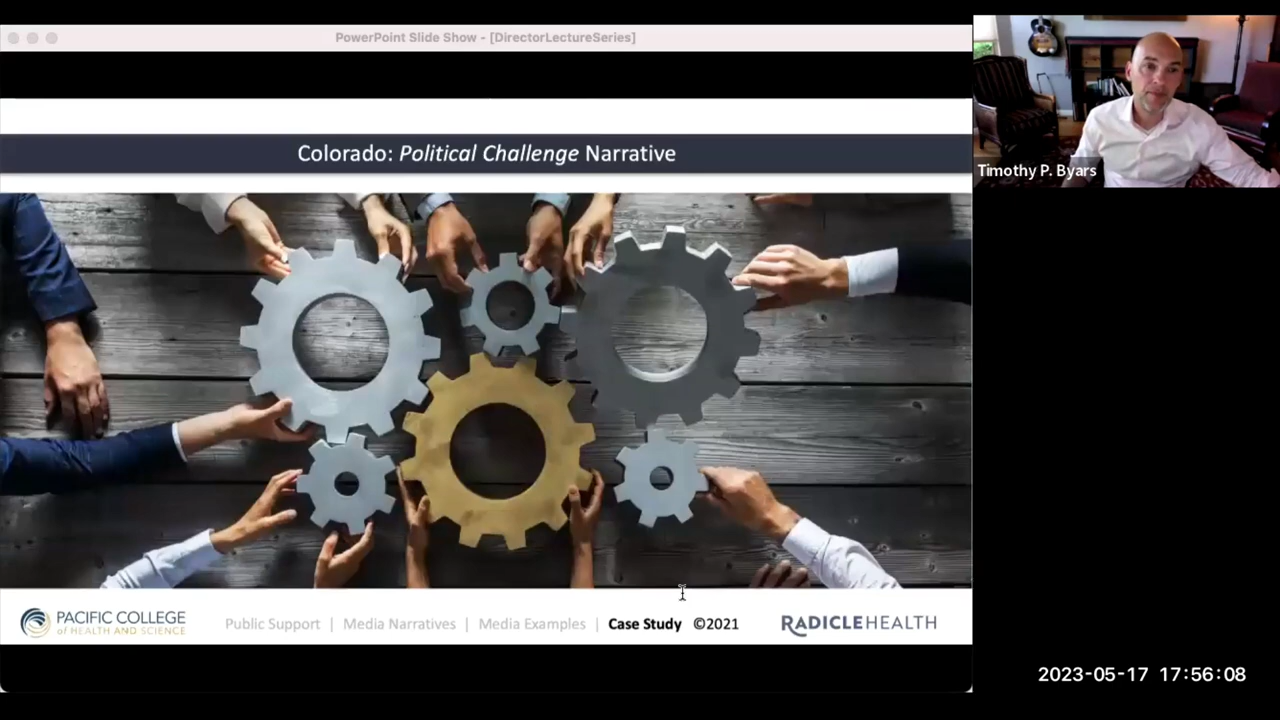 PowerPoint Slide Show - [DirectorLectureSeries]
Colorado: Political Challenge Narrative
Timothy P. Byars
PACIFIC COLLEGE
of HEALTH AND SCIENCE
Public Support | Media Narratives | Media Examples | Case Study ©2021
RADICLEHEALTH
2023-05-17 17:56:08